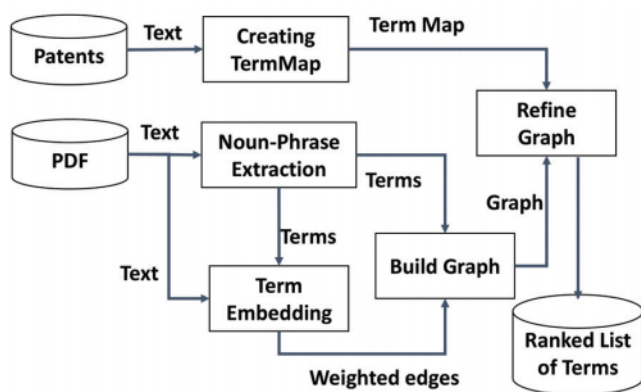 Text
Term Map
Patents
Creating
TermMap
Refine
Graph
Text
PDF
Noun-Phrase
Extraction
Terms
Graph
Terms
Text
Build Graph
Term
Embedding
Ranked List
of Terms
Weighted edges